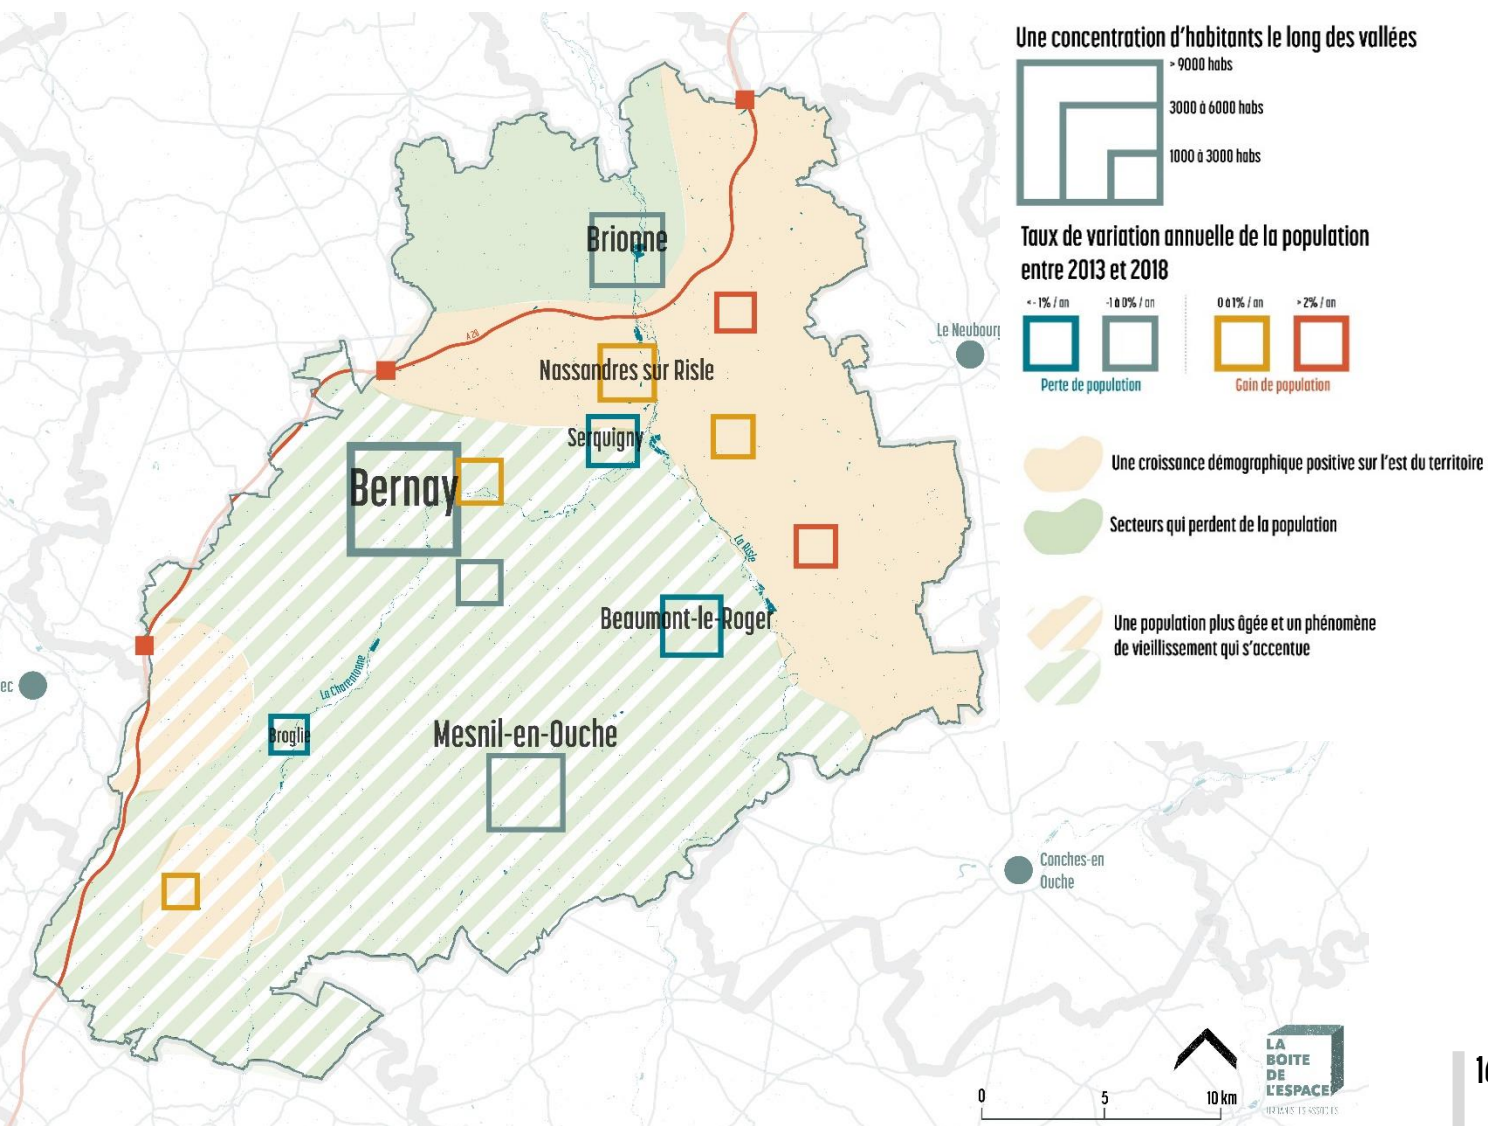 Une concentration d'habitants le long des vallées
> 9000 habs
3000 à 6000 habs
1000 à 3000 habs
Taux de variation annuelle de la population
entre 2013 et 2018
<-1% / an
-1 à 0% / an
0 à 1% / an
> 2% / an
Perte de population
Gain de population
Une croissance démographique positive sur l'est du territoire
Secteurs qui perdent de la population
Une population plus âgée et un phénomène
de vieillissement qui s'accentue
Brionne
Le Neubourg
A 28
Nassandres sur Risle
Serquigny
Bernay
La Risle
Beaumont-le-Roger
La Charentonne
ec
Broglie
Mesnil-en-Ouche
Conches-en
Ouche
0
5
10 km
LA
BOITE
DE
L'ESPACE
16